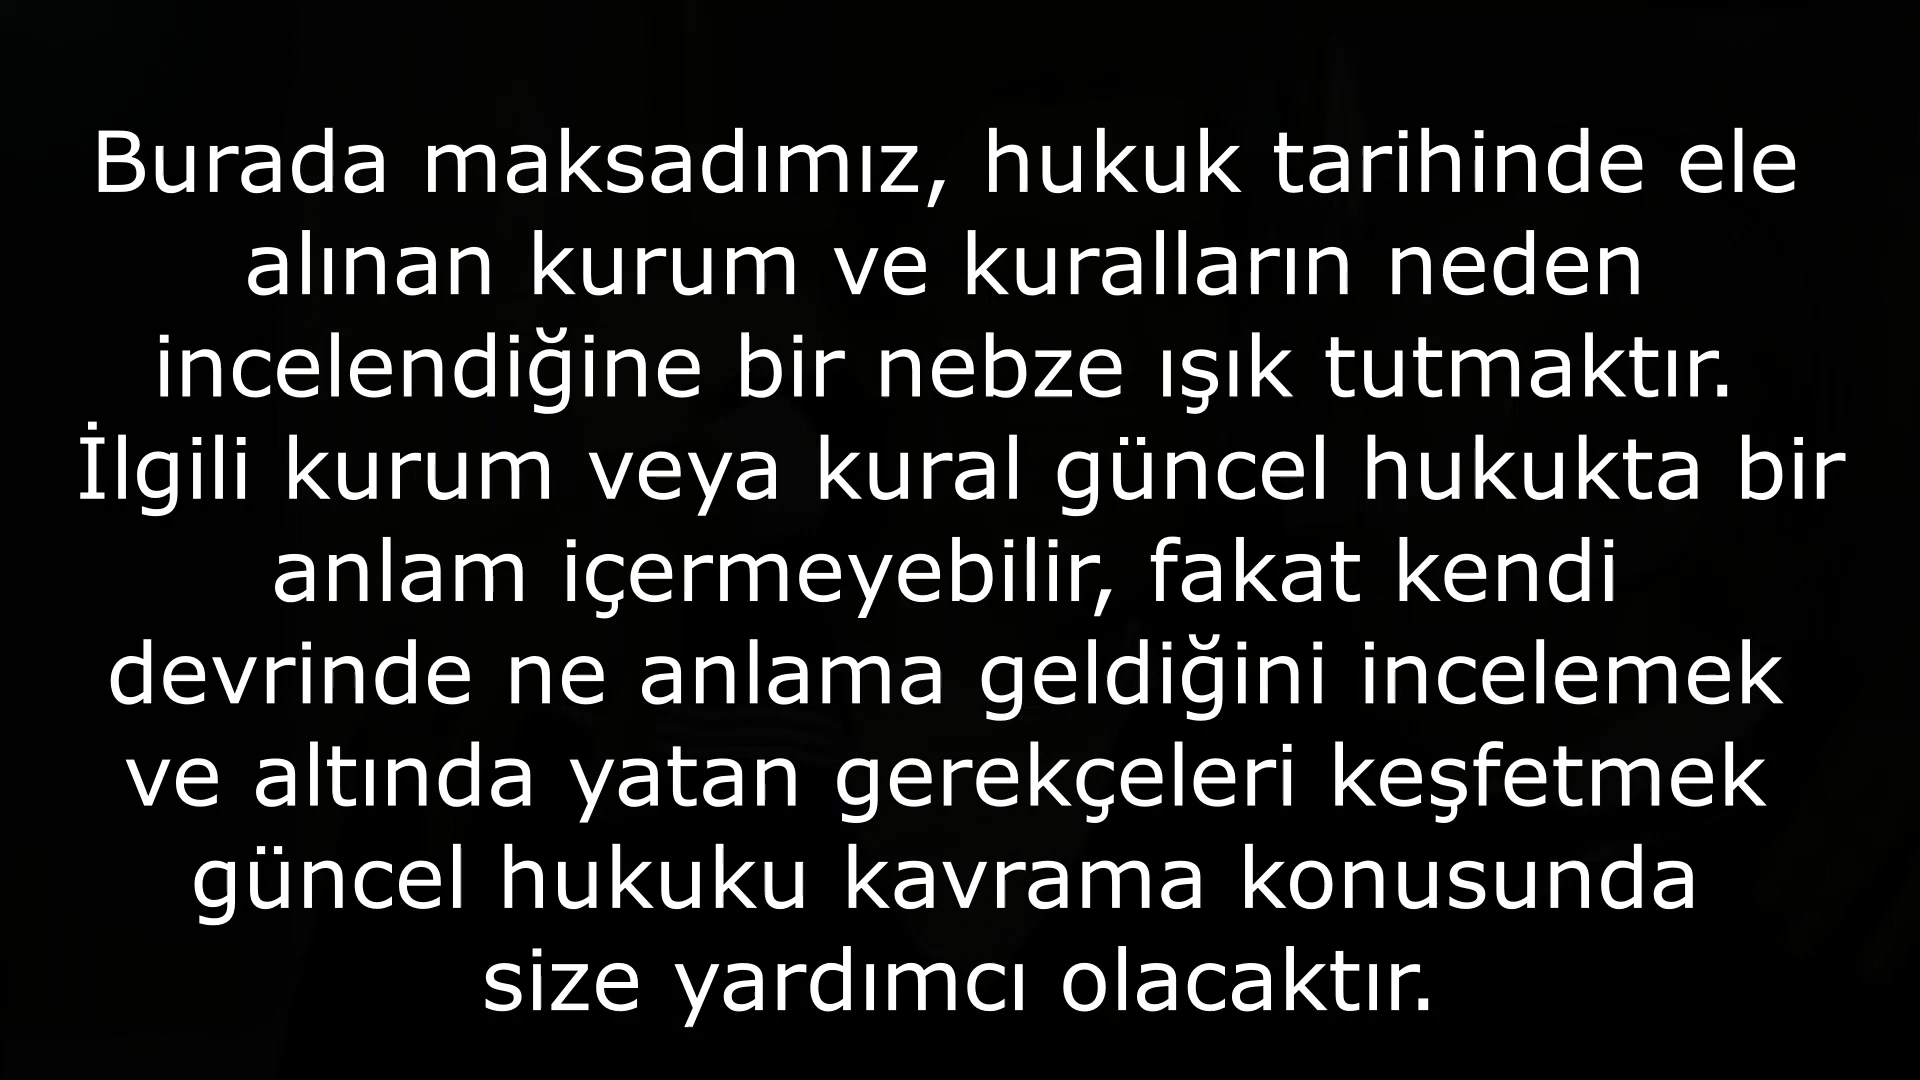 Burada maksadımız, hukuk tarihinde ele
alınan kurum ve kuralların neden
incelendiğine bir nebze ışık tutmaktır.
İlgili kurum veya kural güncel hukukta bir
anlam içermeyebilir, fakat kendi
devrinde ne anlama geldiğini incelemek
ve altında yatan gerekçeleri keşfetmek
güncel hukuku kavrama konusunda
size yardımcı olacaktır.